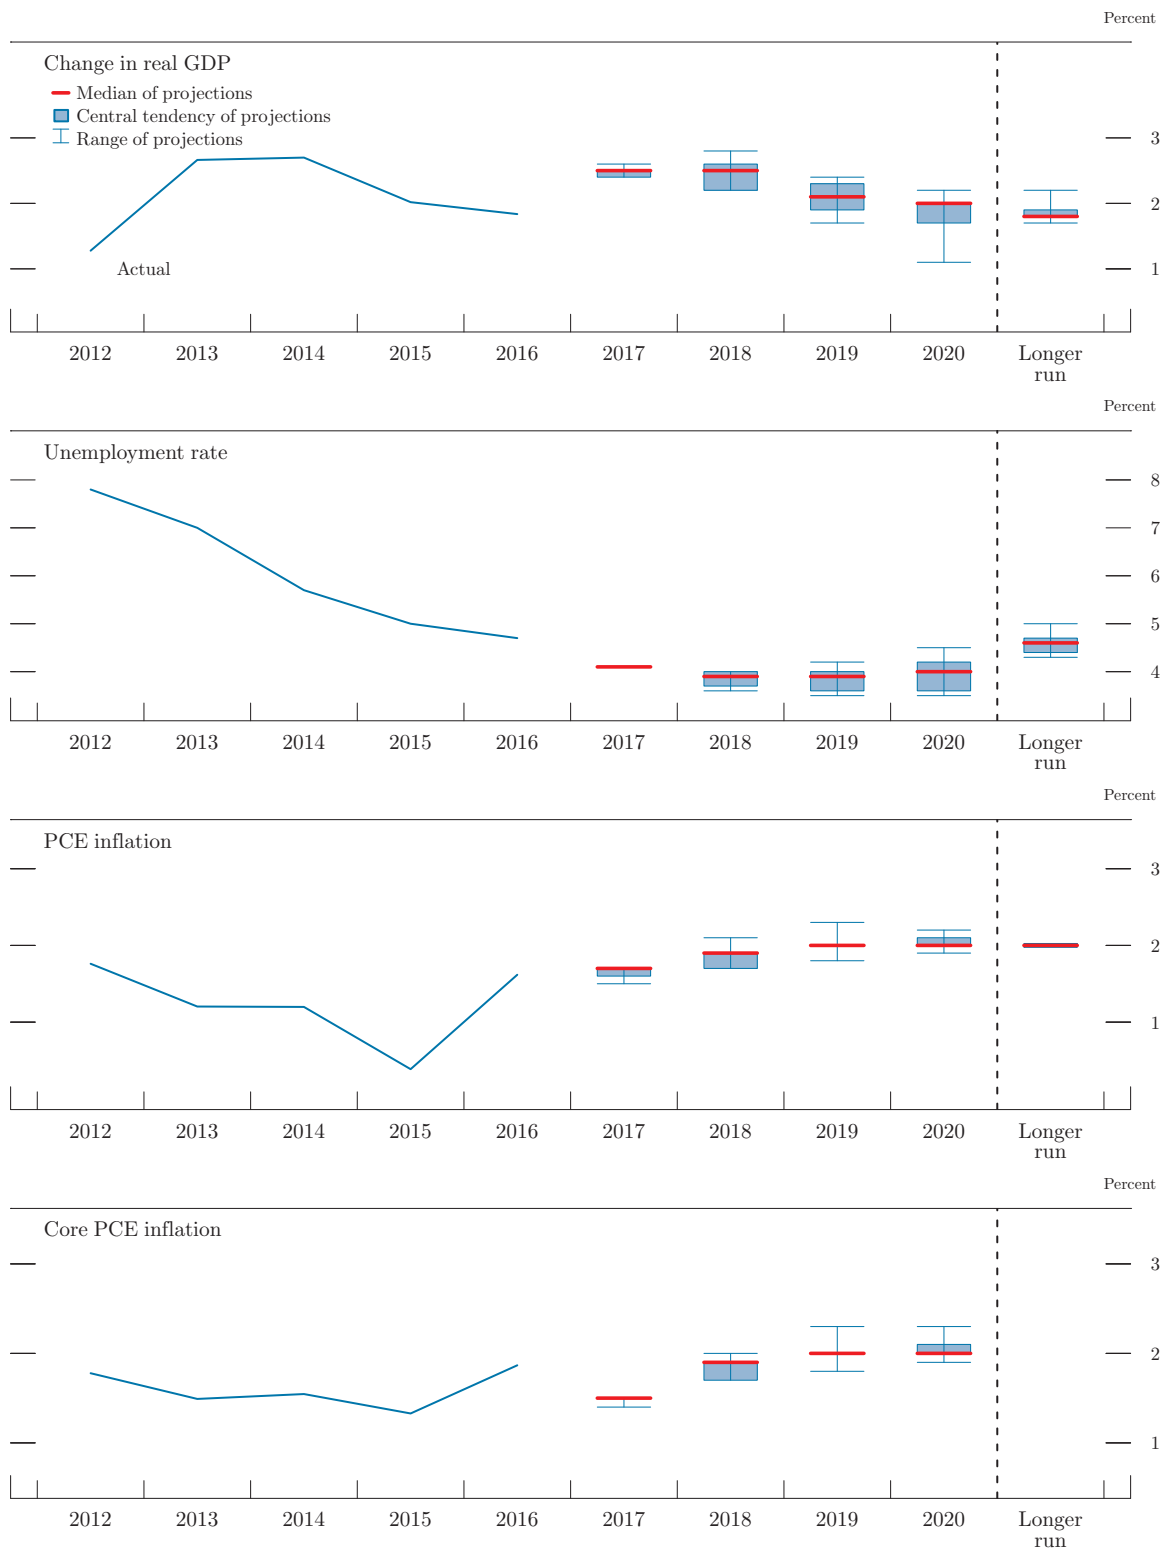 Percent
Change in real GDP
Median of projections
Central tendency of projections
Range of projections
3
2
Actual
1
2012 2013 2014 2015 2016 2017 2018 2019 2020 Longer
run
Percent
Unemployment rate
8
7
6
5
4
2012 2013 2014 2015 2016 2017 2018 2019 2020 Longer
run
Percent
PCE inflation
3
2
1
2012 2013 2014 2015 2016 2017 2018 2019 2020 Longer
run
Percent
Core PCE inflation
3
2
1
2012 2013 2014 2015 2016 2017 2018 2019 2020 Longer
run